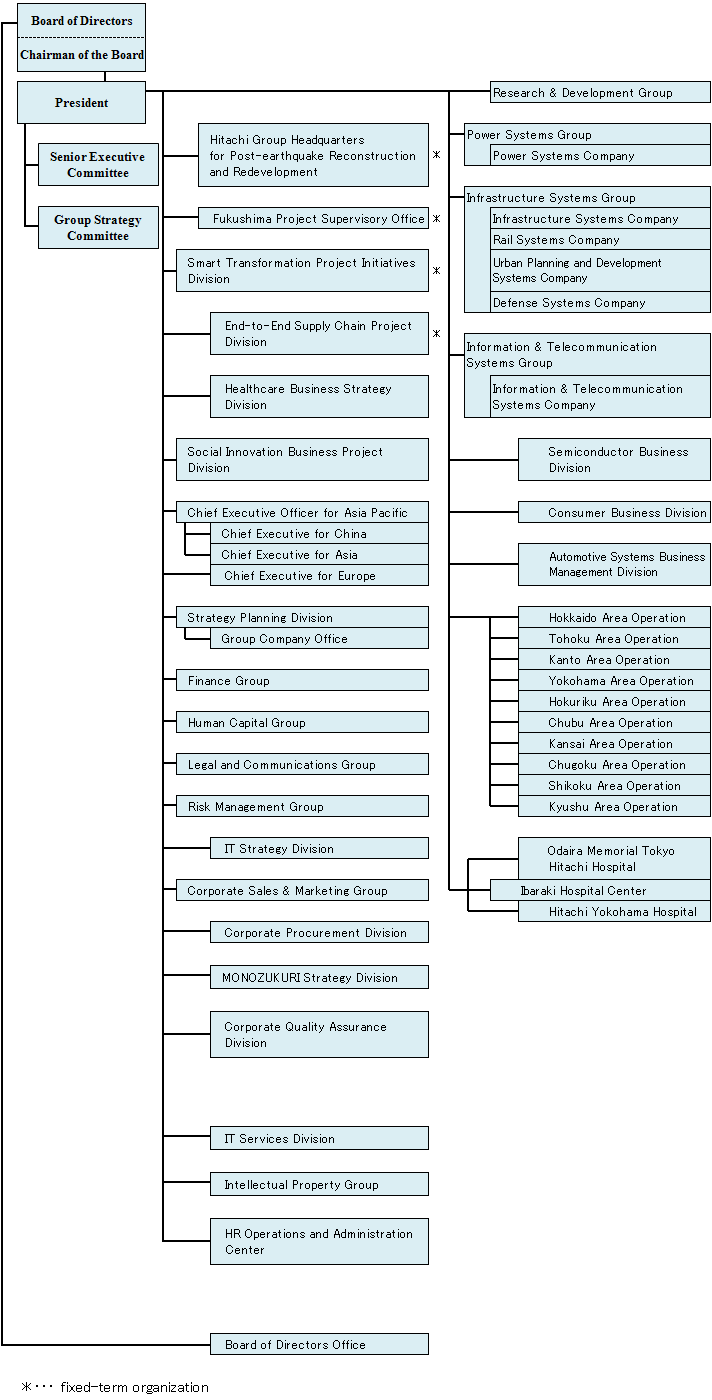 Board of Directors
Chairman of the Board
President
Senior Executive
Committee
Group Strategy
Committee
Hitachi Group Headquarters
for Post-earthquake Reconstruction
and Redevelopment
*
Fukushima Project Supervisory Office
*
Smart Transformation Project Initiatives
Division
*
End-to-End Supply Chain Project
Division
*
Healthcare Business Strategy
Division
Social Innovation Business Project
Division
Chief Executive Officer for Asia Pacific
Chief Executive for China
Chief Executive for Asia
Chief Executive for Europe
Strategy Planning Division
Group Company Office
Finance Group
Human Capital Group
Legal and Communications Group
Risk Management Group
IT Strategy Division
Corporate Sales & Marketing Group
Corporate Procurement Division
MONOZUKURI Strategy Division
Corporate Quality Assurance
Division
IT Services Division
Intellectual Property Group
HR Operations and Administration
Center
Board of Directors Office
Research & Development Group
Power Systems Group
Power Systems Company
Infrastructure Systems Group
Infrastructure Systems Company
Rail Systems Company
Urban Planning and Development
Systems Company
Defense Systems Company
Information & Telecommunication
Systems Group
Information & Telecommunication
Systems Company
Semiconductor Business
Division
Consumer Business Division
Automotive Systems Business
Management Division
Hokkaido Area Operation
Tohoku Area Operation
Kanto Area Operation
Yokohama Area Operation
Hokuriku Area Operation
Chubu Area Operation
Kansai Area Operation
Chugoku Area Operation
Shikoku Area Operation
Kyushu Area Operation
Odaira Memorial Tokyo
Hitachi Hospital
Ibaraki Hospital Center
Hitachi Yokohama Hospital
*··· fixed-term organization